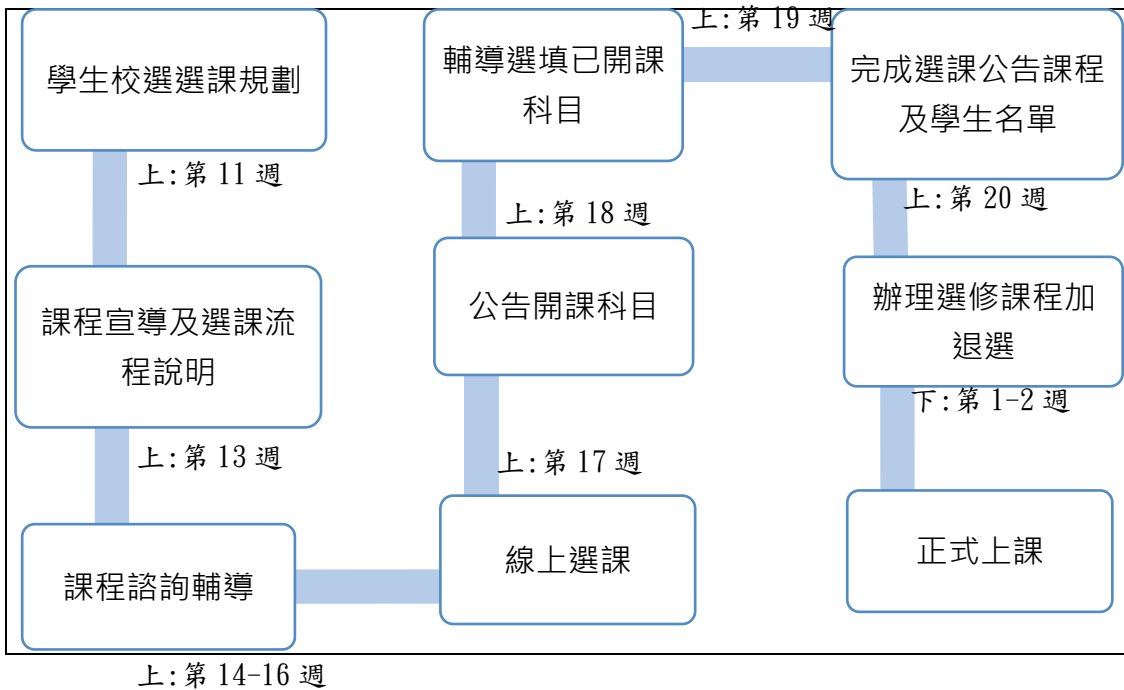 學生校選選課規劃
上:第 11 週
課程宣導及選課流
程說明
上:第 13 週
課程諮詢輔導
上:第 14-16 週
線上選課
上:第 17 週
公告開課科目
上:第 18 週
輔導選填已開課
科目
上:第 19 週
完成選課公告課程
及學生名單
上:第 20 週
辦理選修課程加
退選
下:第 1-2 週
正式上課